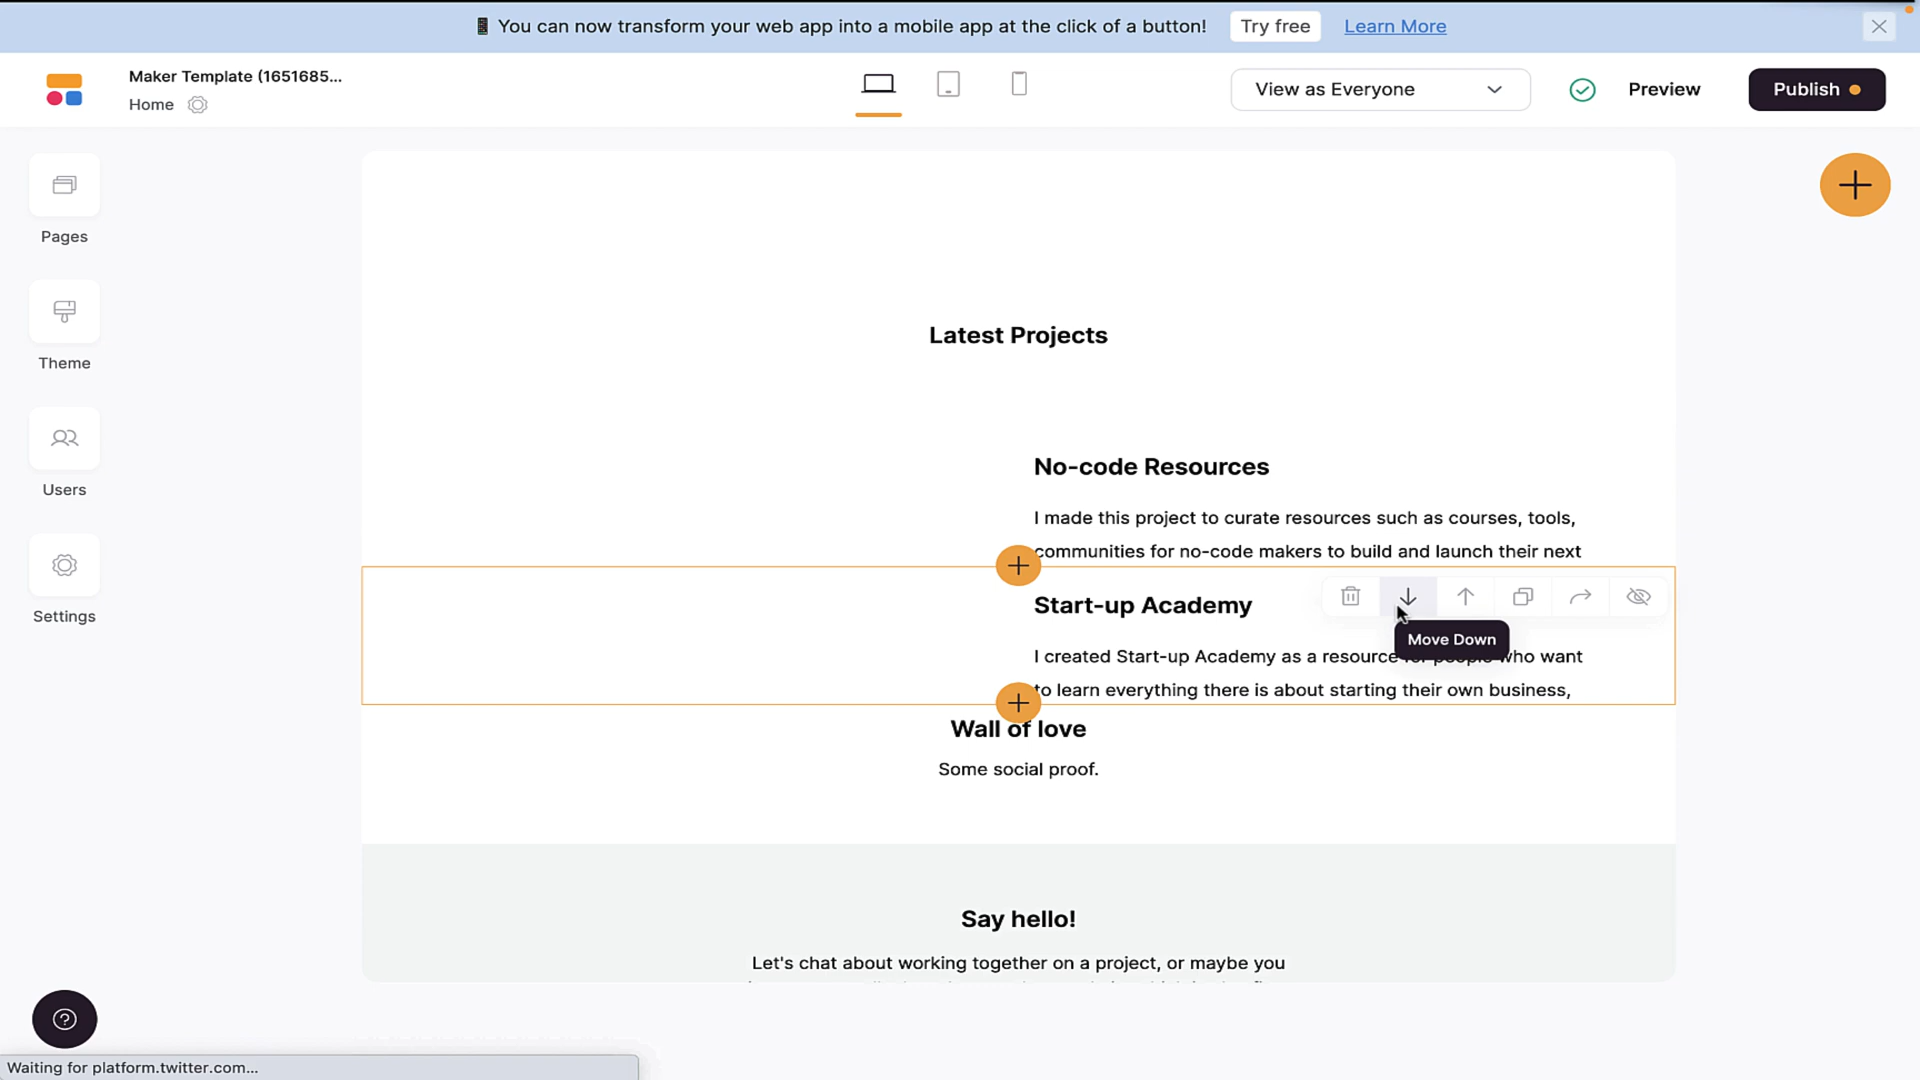 You can now transform your web app into a mobile app at the click of a button!
Try free
Learn More
Maker Template (1651685...
Home
View as Everyone
Preview
Publish
Pages
Theme
Users
Settings
Latest Projects
No-code Resources
I made this project to curate resources such as courses, tools,
communities for no-code makers to build and launch their next
Start-up Academy
Move Down
I created Start-up Academy as a resource for people who want
to learn everything there is about starting their own business,
Wall of love
Some social proof.
Say hello!
Let's chat about working together on a project, or maybe you
Waiting for platform.twitter.com...